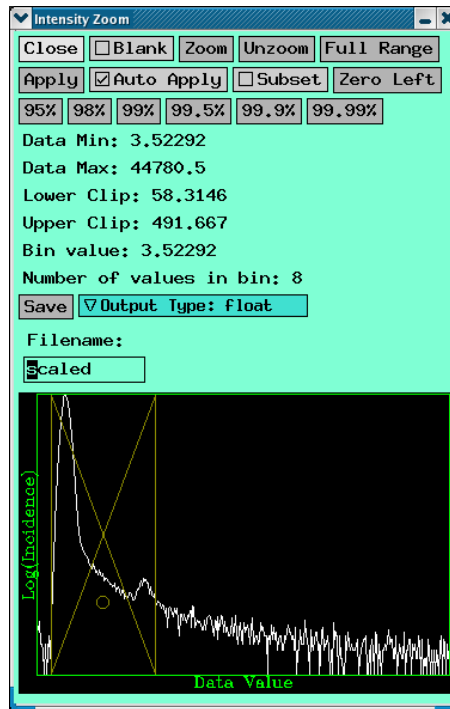 Intensity Zoom
Close Blank Zoom Unzoom Full Range
Apply Auto Apply Subset Zero Left
95% 98% 99% 99.5% 99.9% 99.99%
Data Min: 3.52292
Data Max: 44780.5
Lower Clip: 58.3146
Upper Clip: 491.667
Bin value: 3.52292
Number of values in bin: 8
Save Output Type: float
Filename:
scaled
Log(Incidence)
Data Value